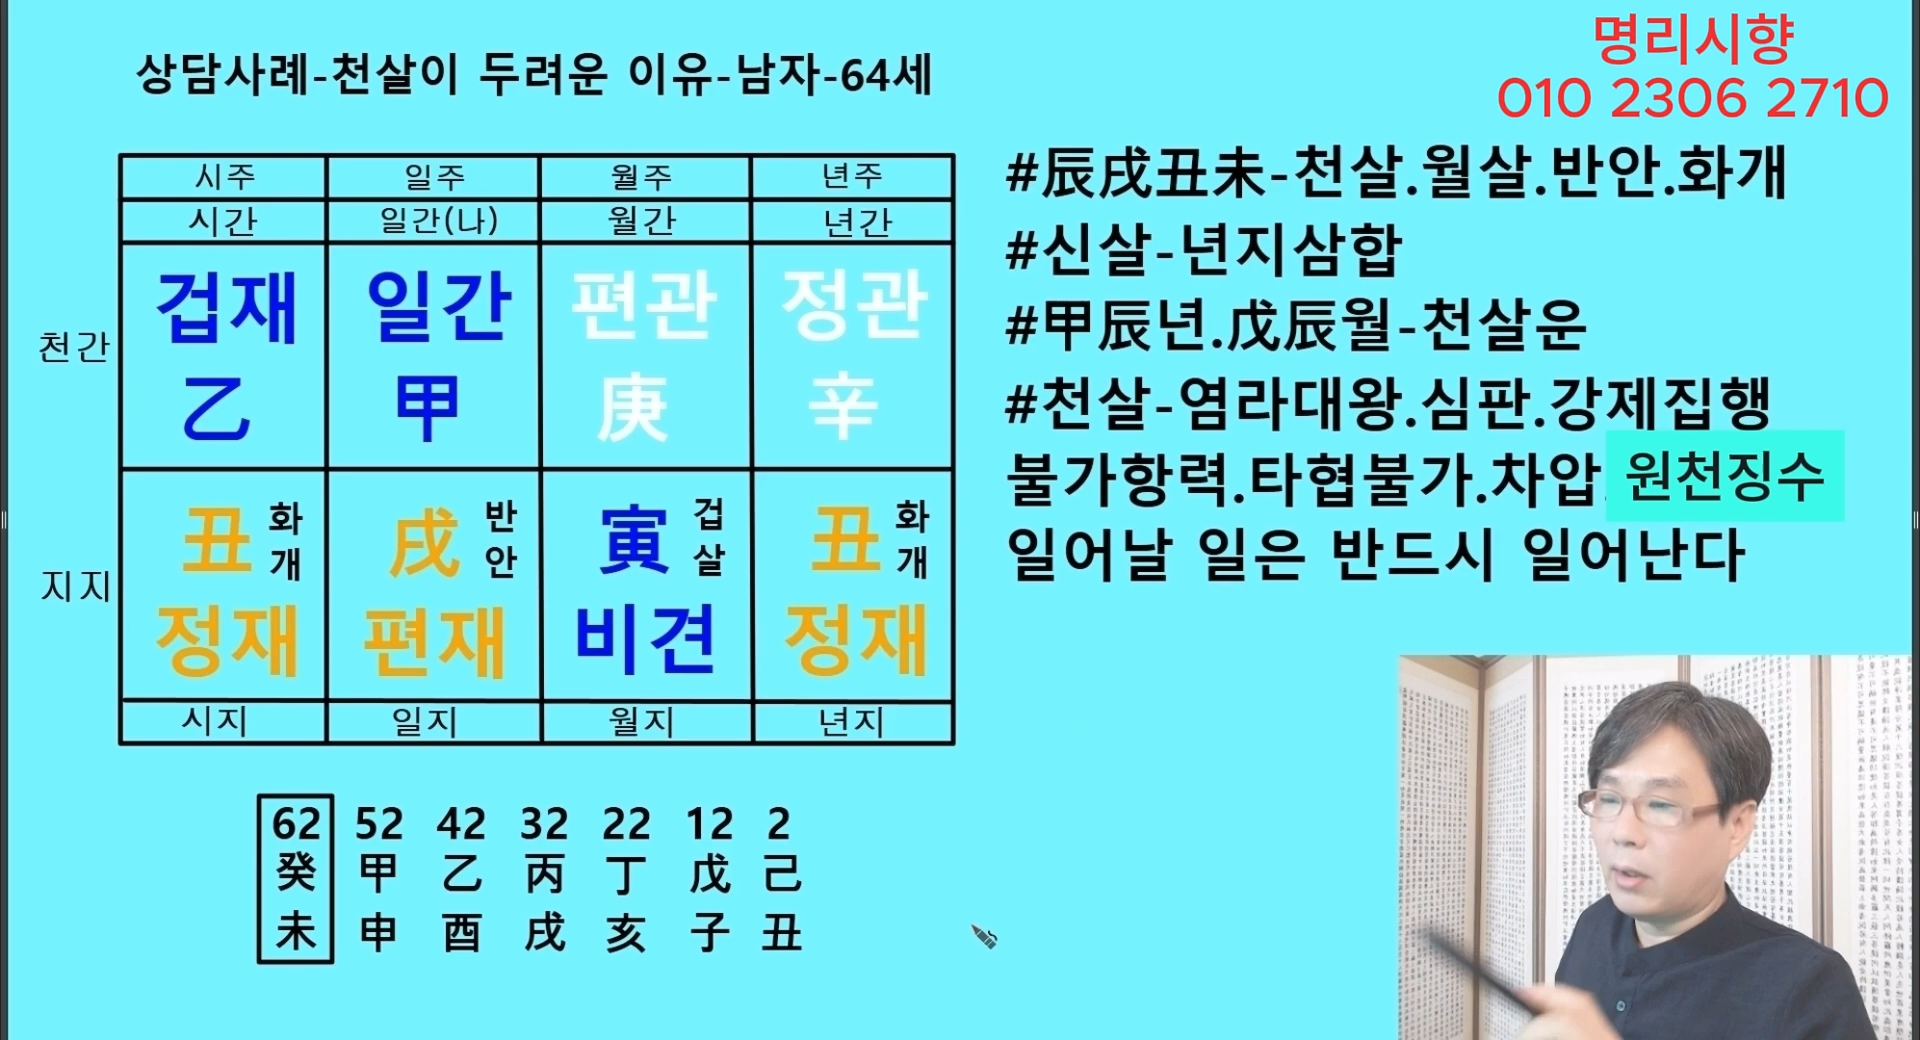 상담사례-천살이 두려운 이유-남자-64세
명리시향
010 2306 2710
시주 일주 월주 년주
시간 일간(나) 월간 년간
천간
겁재 일간 편관 정관
乙 甲 庚 辛
지지
丑 화개 戌 반안 寅 겁살 丑 화개
정재 편재 비견 정재
시지 일지 월지 년지
62 52 42 32 22 12 2
癸 甲 乙 丙 丁 戊 己
未 申 酉 戌 亥 子 丑
#辰戌丑未-천살.월살.반안.화개
#신살-년지삼합
#甲辰년.戊辰월-천살운
#천살-염라대왕.심판.강제집행
불가항력.타협불가.차압.원천징수
일어날 일은 반드시 일어난다